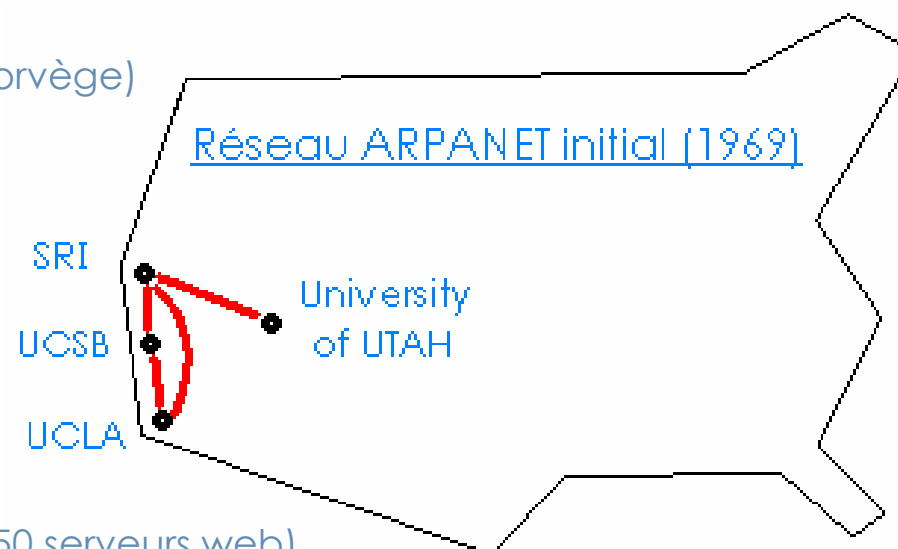 orvège)
Réseau ARPANET initial (1969)
SRI
University
of UTAH
UCSB
UCLA
50 serveurs web)